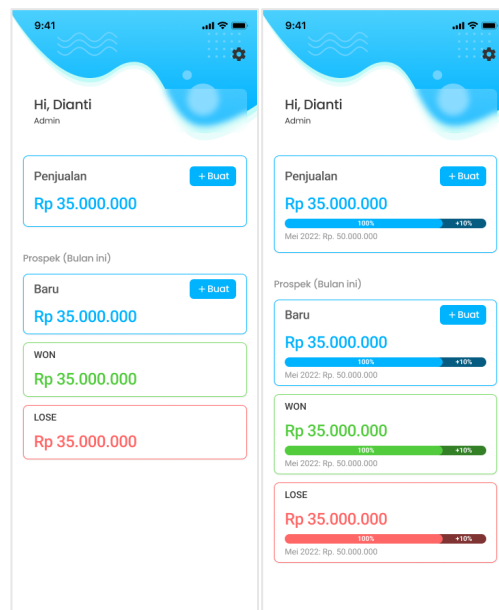 9:41
Hi, Dianti
Admin
Penjualan
+ Buat
Rp 35.000.000
Prospek (Bulan ini)
Baru
+ Buat
Rp 35.000.000
WON
Rp 35.000.000
LOSE
Rp 35.000.000
9:41
Hi, Dianti
Admin
Penjualan
+ Buat
Rp 35.000.000
100% +10%
Mei 2022: Rp. 50.000.000
Prospek (Bulan ini)
Baru
+ Buat
Rp 35.000.000
100% +10%
Mei 2022: Rp. 50.000.000
WON
Rp 35.000.000
100% +10%
Mei 2022: Rp. 50.000.000
LOSE
Rp 35.000.000
100% +10%
Mei 2022: Rp. 50.000.000